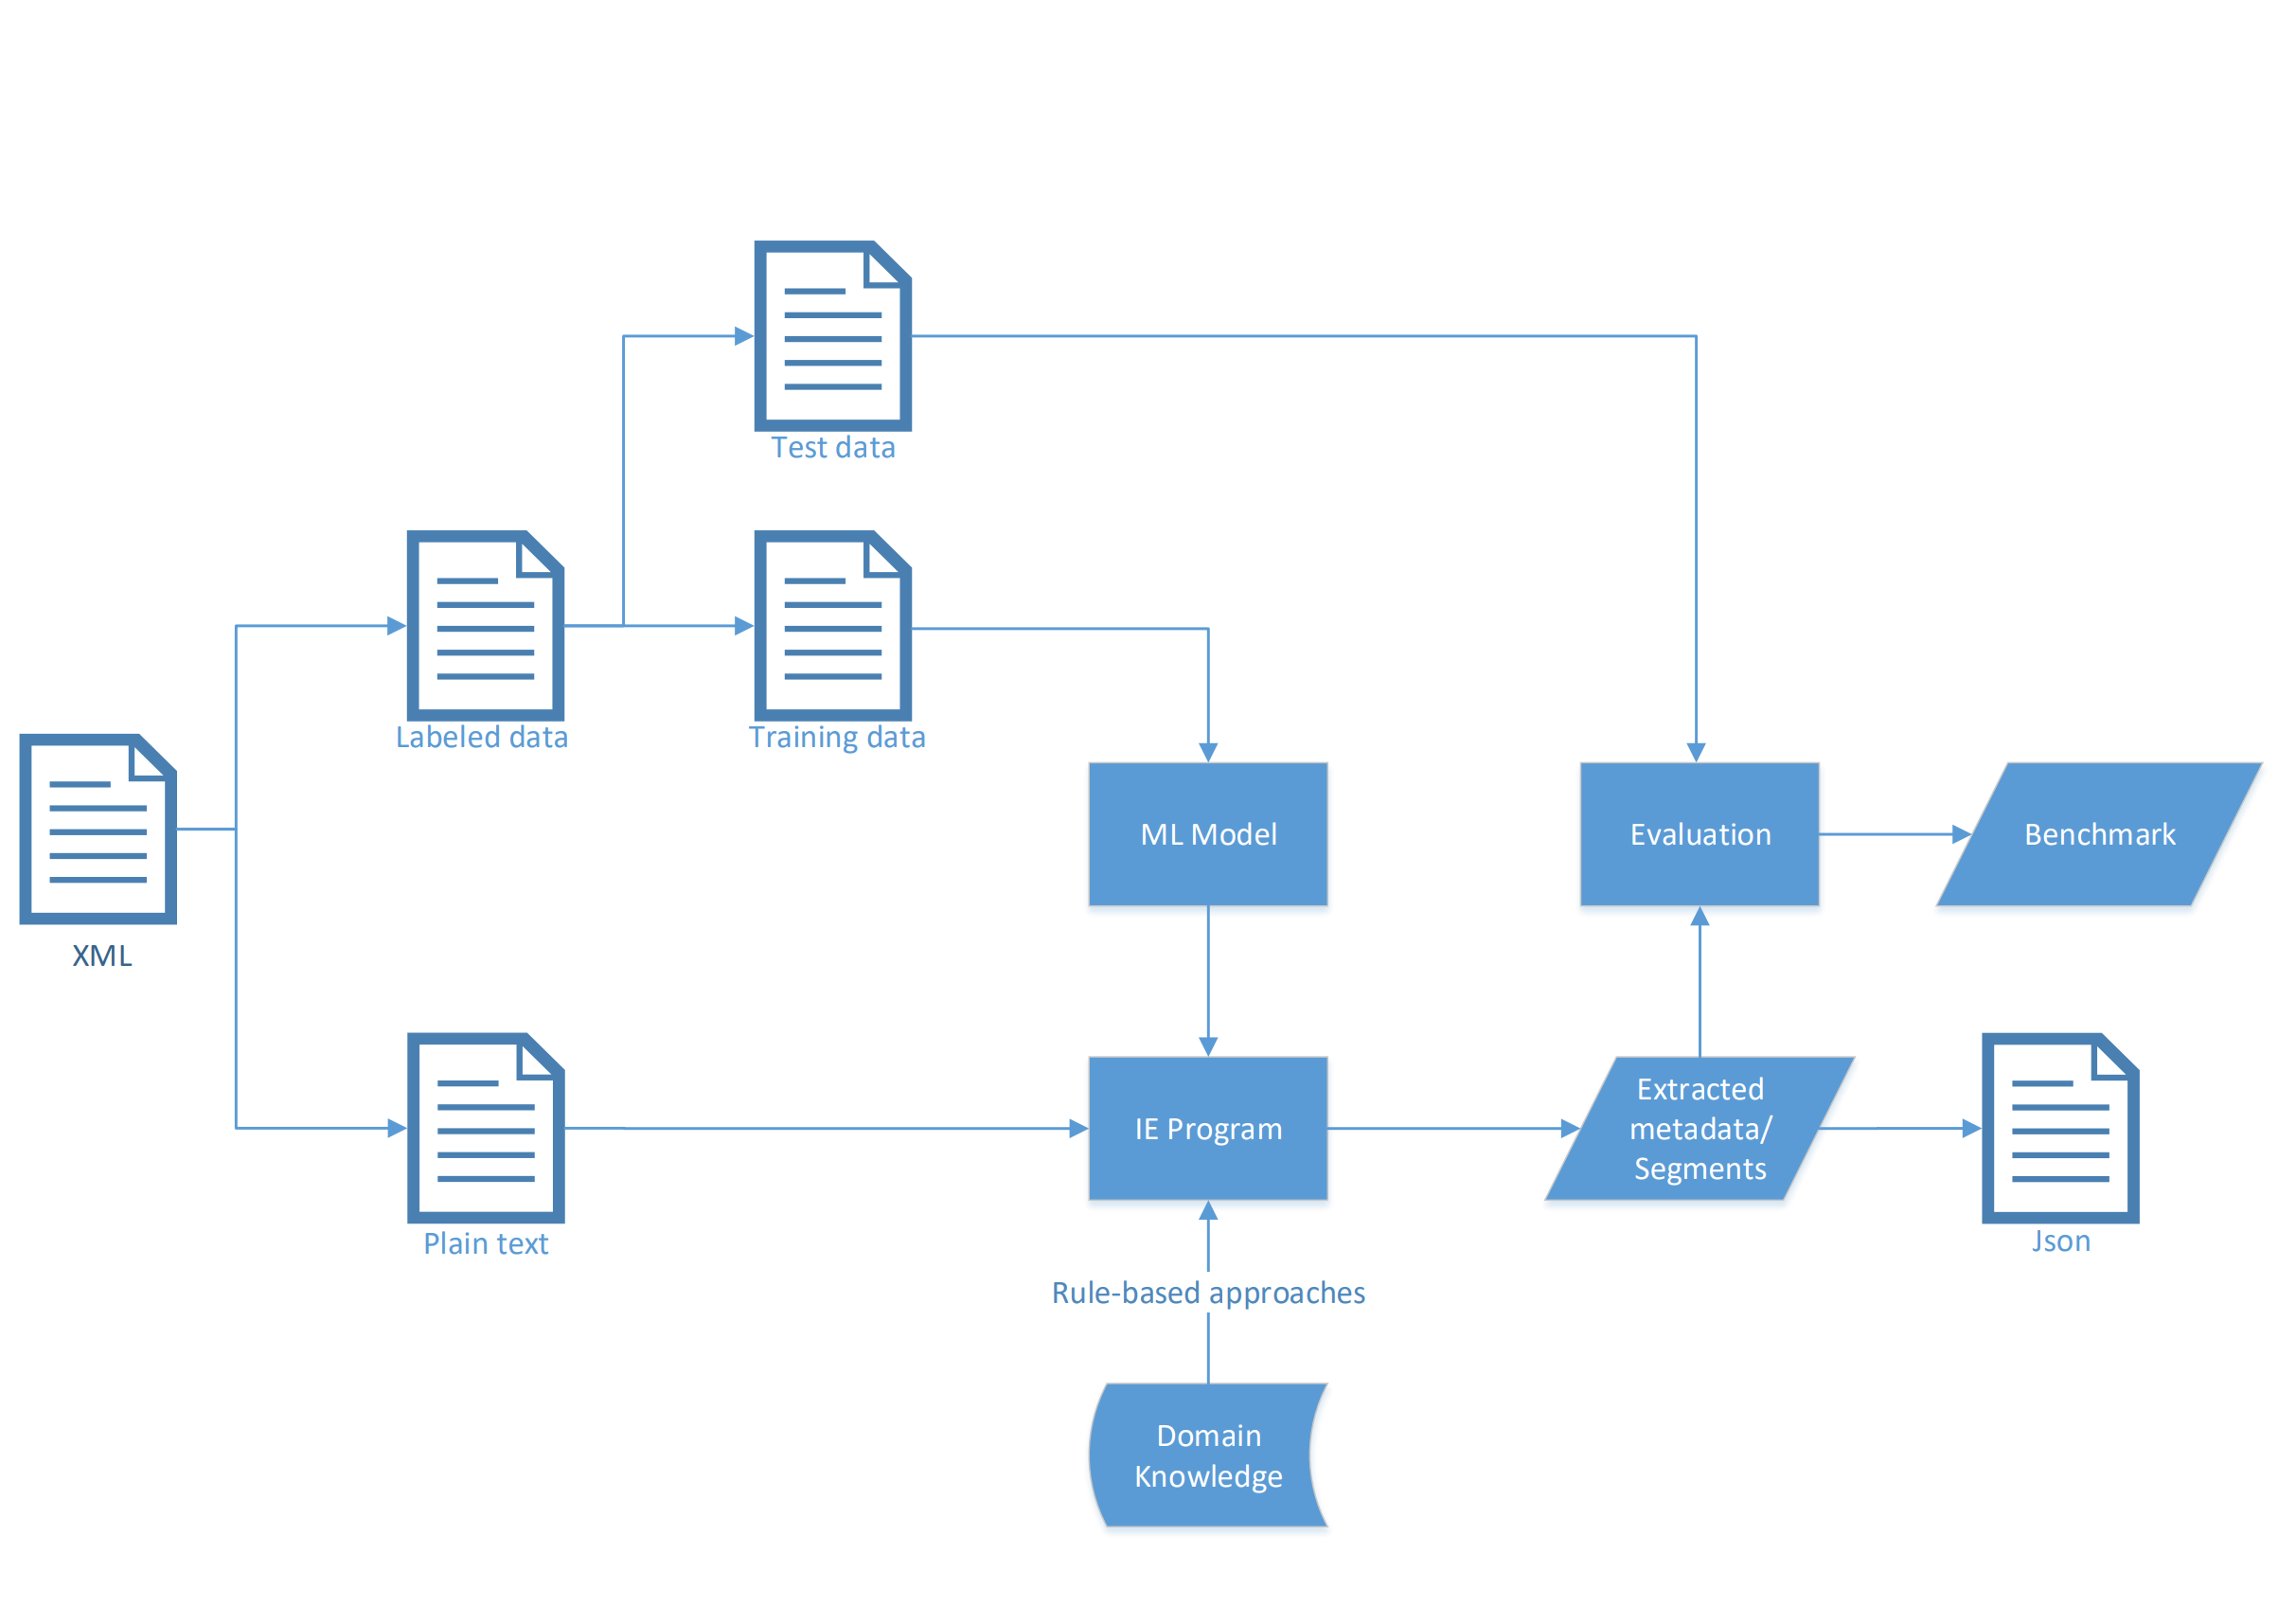 Test data
Labeled data
Training data
XML
ML Model
Evaluation
Benchmark
Plain text
IE Program
Extracted
metadata/
Segments
Json
Rule-based approaches
Domain
Knowledge